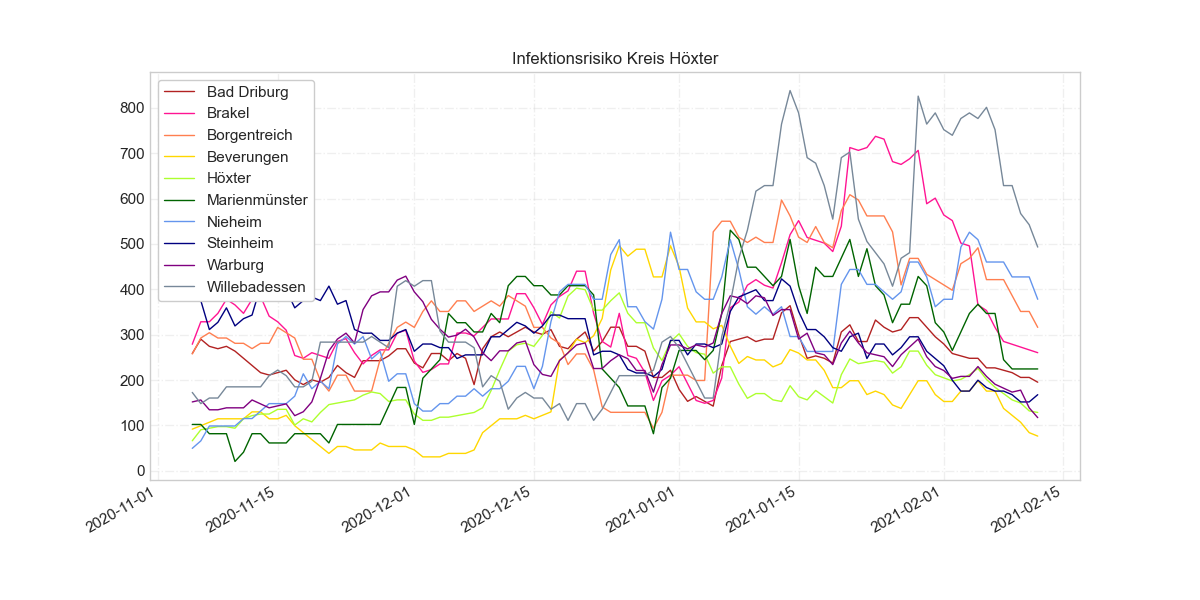 Infektionsrisiko Kreis Höxter
Bad Driburg
Brakel
Borgentreich
Beverungen
Höxter
Marienmünster
Nieheim
Steinheim
Warburg
Willebadessen
800
700
600
500
400
300
200
100
0
2020-11-01
2020-11-15
2020-12-01
2020-12-15
2021-01-01
2021-01-15
2021-02-01
2021-02-15